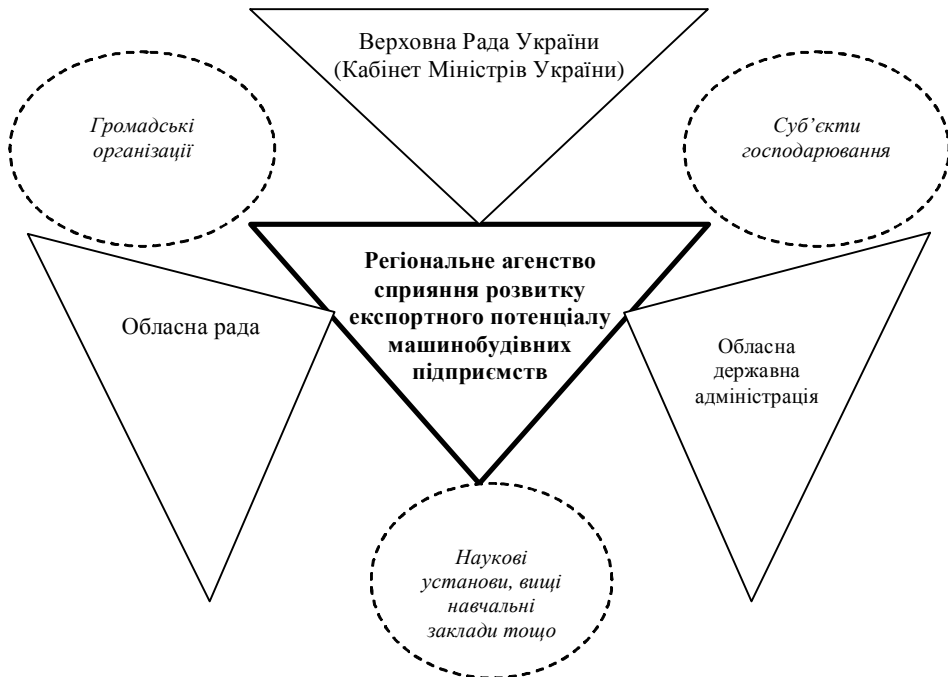 Верховна Рада України
(Кабінет Міністрів України)
Громадські
організації
Суб’єкти
господарювання
Регіональне агенство
сприяння розвитку
експортного потенціалу
машинобудівних
підприємств
Обласна рада
Обласна
державна
адміністрація
Наукові
установи, вищі
навчальні
заклади тощо